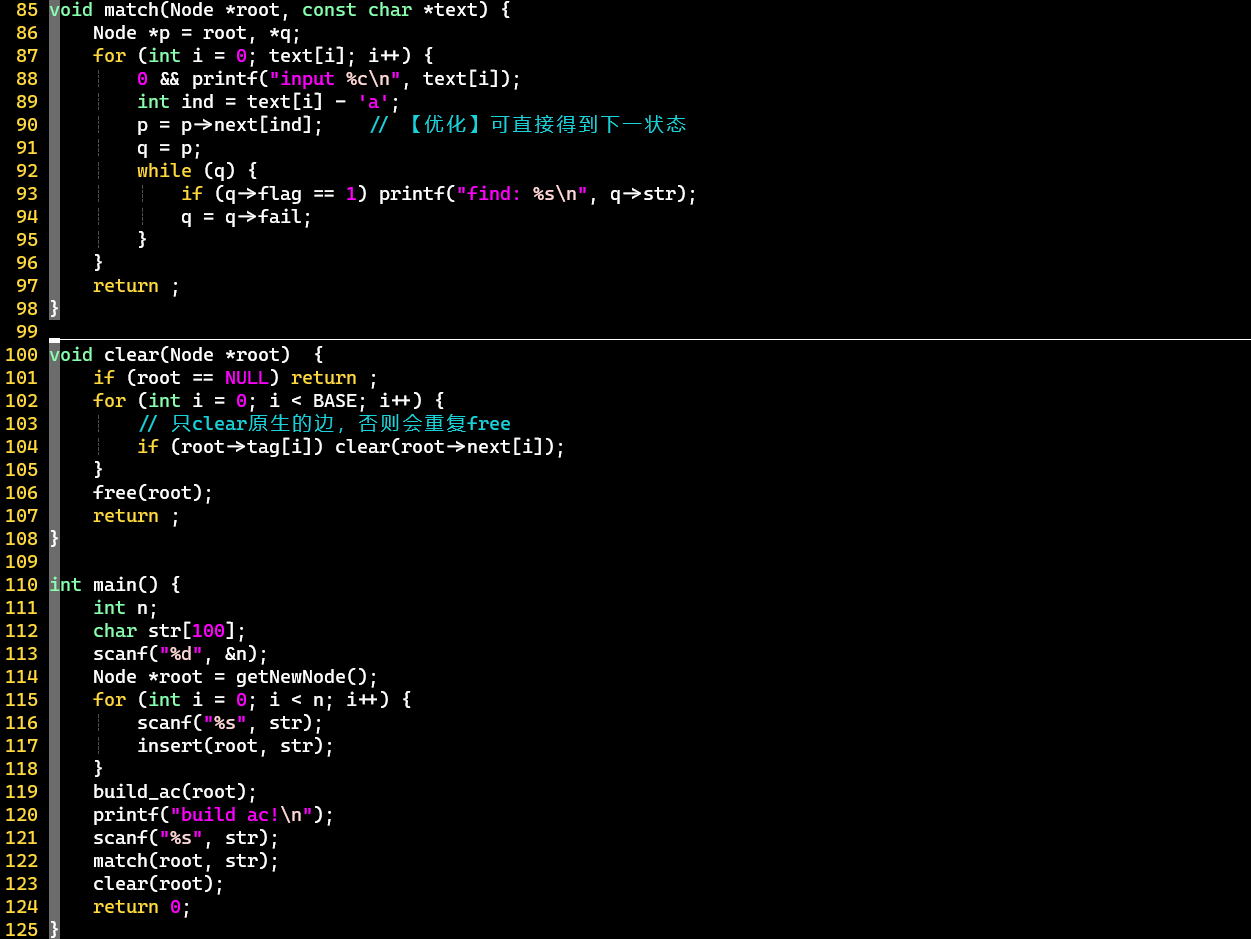 85 void match(Node *root, const char *text) {
86     Node *p = root, *q;
87     for (int i = 0; text[i]; i++) {
88         0 && printf("input %c\n", text[i]);
89         int ind = text[i] - 'a';
90         p = p->next[ind];    // 【优化】可直接得到下一状态
91         q = p;
92         while (q) {
93             if (q->flag == 1) printf("find: %s\n", q->str);
94             q = q->fail;
95         }
96     }
97     return ;
98 }
99
100 void clear(Node *root)  {
101     if (root == NULL) return ;
102     for (int i = 0; i < BASE; i++) {
103         // 只clear原生的边，否则会重复free
104         if (root->tag[i]) clear(root->next[i]);
105     }
106     free(root);
107     return ;
108 }
109
110 int main() {
111     int n;
112     char str[100];
113     scanf("%d", &n);
114     Node *root = getNewNode();
115     for (int i = 0; i < n; i++) {
116         scanf("%s", str);
117         insert(root, str);
118     }
119     build_ac(root);
120     printf("build ac!\n");
121     scanf("%s", str);
122     match(root, str);
123     clear(root);
124     return 0;
125 }